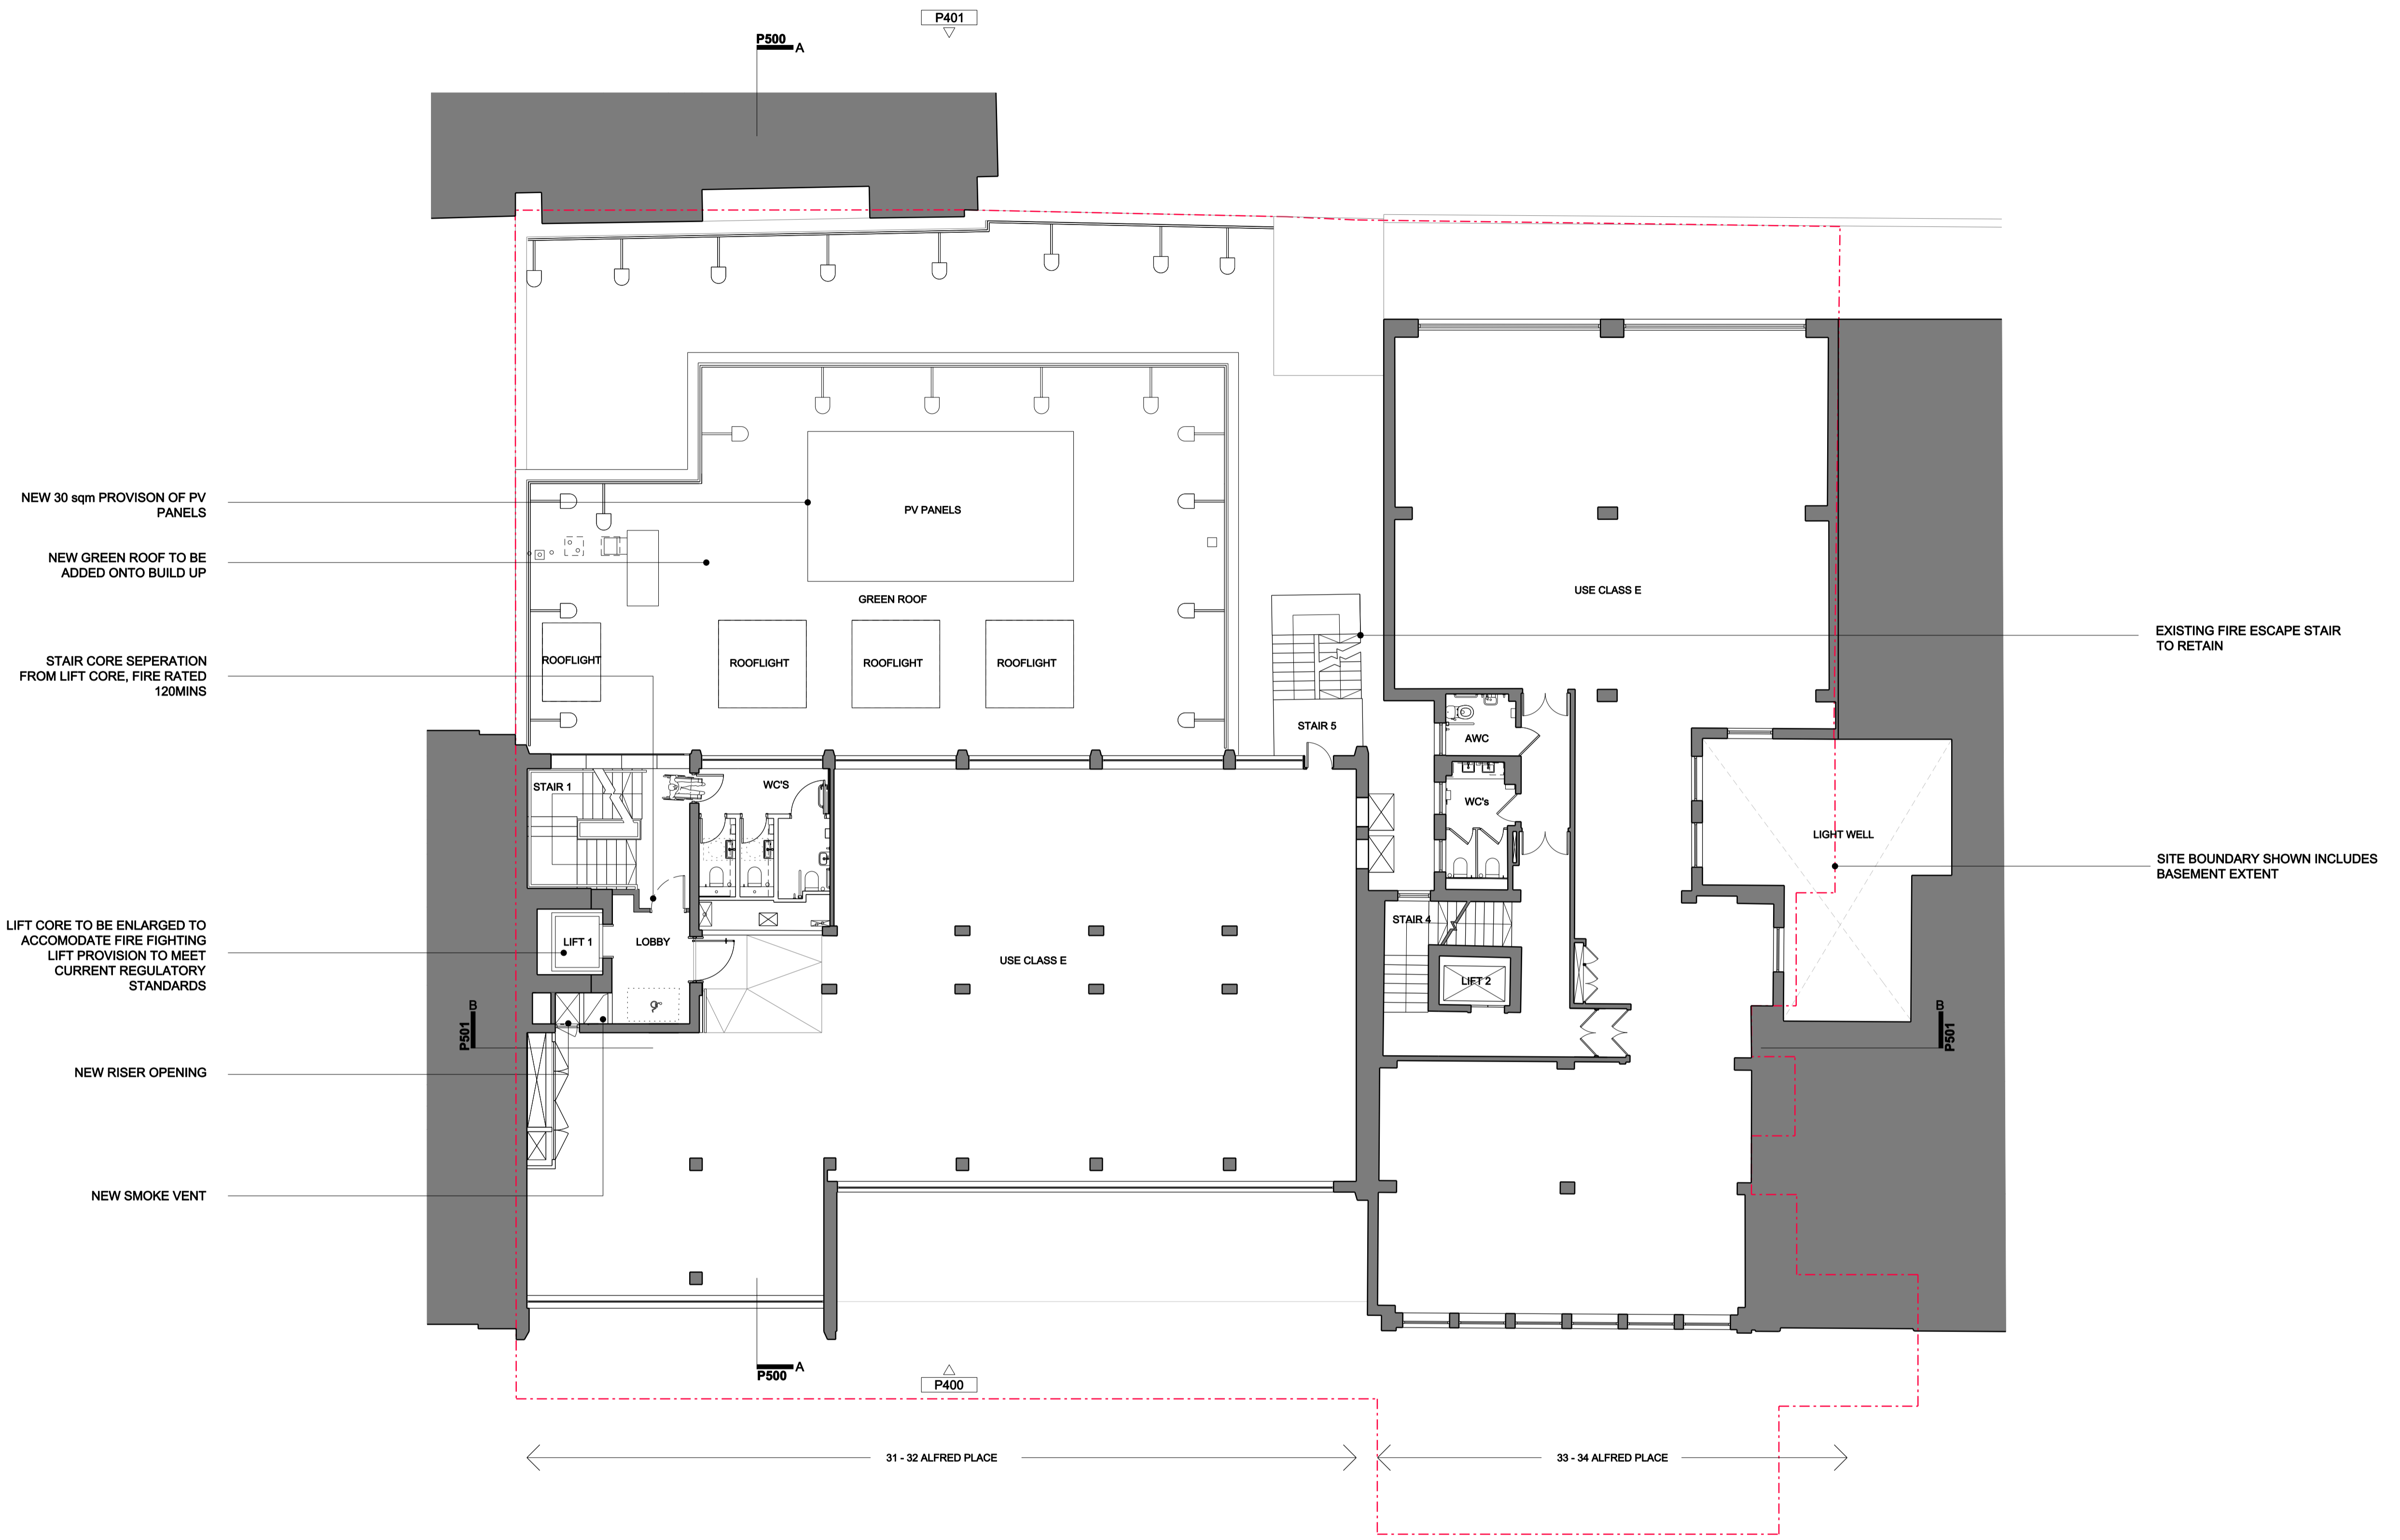 P401
P500
A
NEW 30 sqm PROVISON OF PV
PANELS
PV PANELS
NEW GREEN ROOF TO BE
ADDED ONTO BUILD UP
USE CLASS E
GREEN ROOF
EXISTING FIRE ESCAPE STAIR
TO RETAIN
STAIR CORE SEPERATION
FROM LIFT CORE, FIRE RATED
120MINS
ROOFLIGHT
ROOFLIGHT
ROOFLIGHT
ROOFLIGHT
STAIR 5
AWC
STAIR 1
WC'S
WC's
LIGHT WELL
SITE BOUNDARY SHOWN INCLUDES
BASEMENT EXTENT
LIFT CORE TO BE ENLARGED TO
ACCOMODATE FIRE FIGHTING
LIFT PROVISION TO MEET
CURRENT REGULATORY
STANDARDS
LIFT 1
LOBBY
USE CLASS E
STAIR 4
LIFT 2
B
P501
B
P501
NEW RISER OPENING
NEW SMOKE VENT
A
P500
P400
31 - 32 ALFRED PLACE
33 - 34 ALFRED PLACE